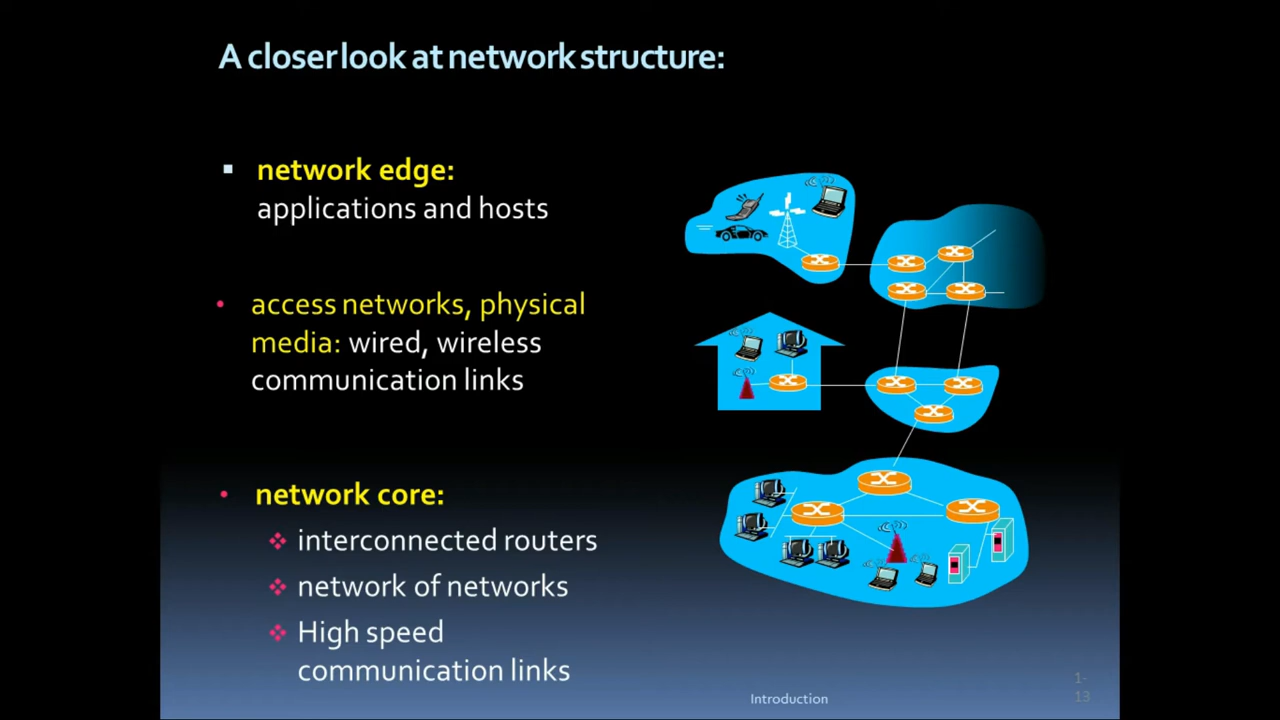 A closer look at network structure:
network edge:
applications and hosts
access networks, physical
media: wired, wireless
communication links
network core:
interconnected routers
network of networks
High speed
communication links
Introduction
1-
13